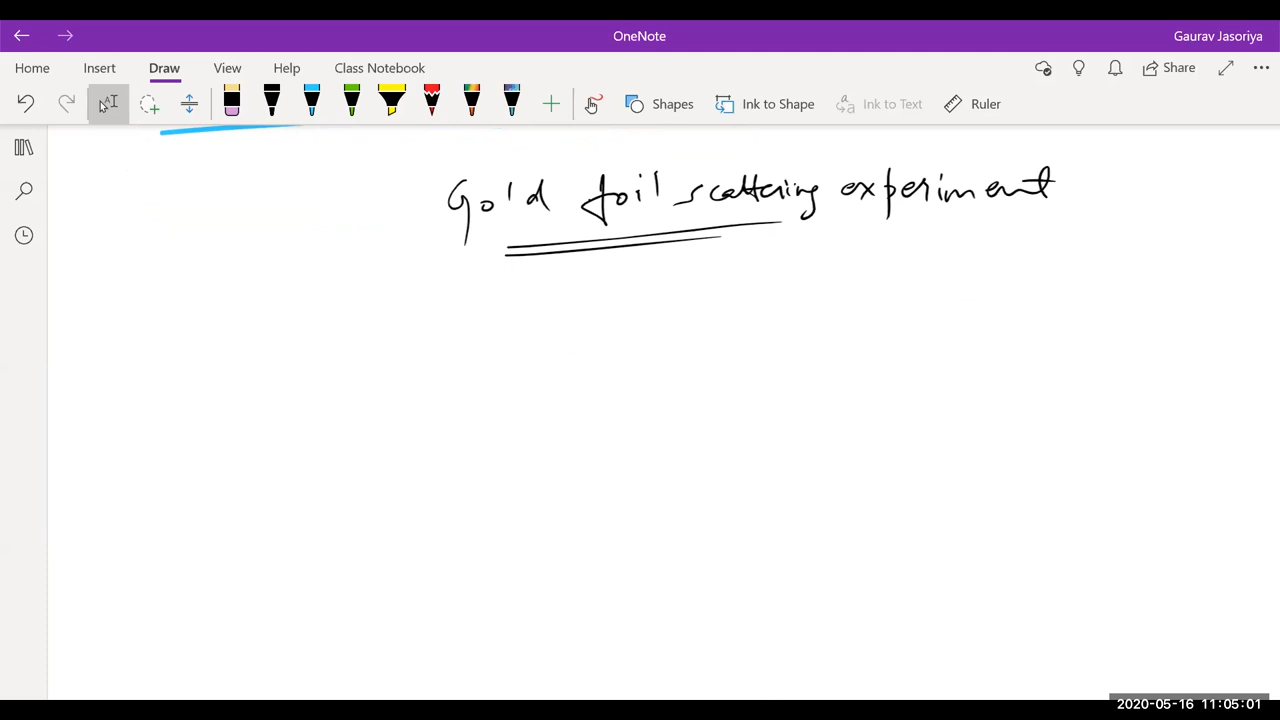 OneNote
Gaurav Jasoriya
Home Insert Draw View Help Class Notebook Share
Shapes Ink to Shape Ink to Text Ruler
Gold foil scattering experiment
2020-05-16 11:05:01